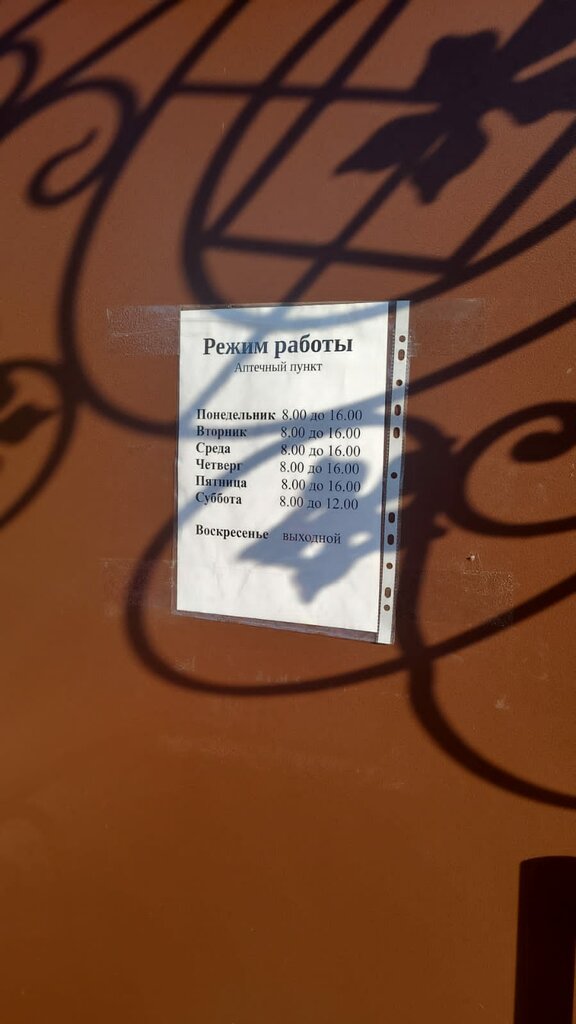 Режим работы
Аптечный пункт
Понедельник 8.00 до 16.00
Вторник 8.00 до 16.00
Среда 8.00 до 16.00
Четверг 8.00 до 16.00
Пятница 8.00 до 16.00
Суббота 8.00 до 12.00
Воскресенье выходной